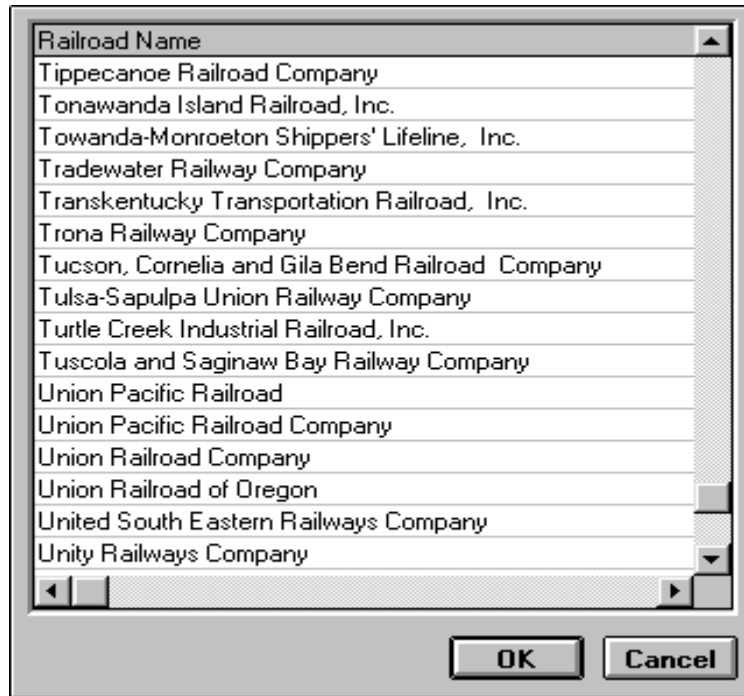 Railroad Name
Tippecanoe Railroad Company
Tonawanda Island Railroad, Inc.
Towanda-Monroeton Shippers' Lifeline,  Inc.
Tradewater Railway Company
Transkentucky Transportation Railroad,  Inc.
Trona Railway Company
Tucson, Cornelia and Gila Bend Railroad  Company
Tulsa-Sapulpa Union Railway Company
Turtle Creek Industrial Railroad, Inc.
Tuscola and Saginaw Bay Railway Company
Union Pacific Railroad
Union Pacific Railroad Company
Union Railroad Company
Union Railroad of Oregon
United South Eastern Railways Company
Unity Railways Company
OK Cancel